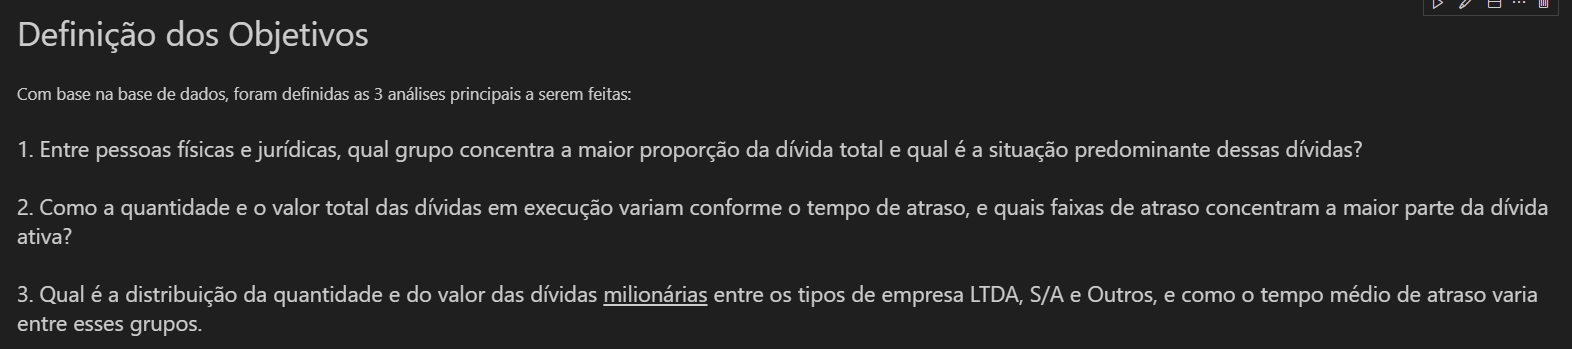 Definição dos Objetivos
Com base na base de dados, foram definidas as 3 análises principais a serem feitas:
1. Entre pessoas físicas e jurídicas, qual grupo concentra a maior proporção da dívida total e qual é a situação predominante dessas dívidas?
2. Como a quantidade e o valor total das dívidas em execução variam conforme o tempo de atraso, e quais faixas de atraso concentram a maior parte da dívida
ativa?
3. Qual é a distribuição da quantidade e do valor das dívidas milionárias entre os tipos de empresa LTDA, S/A e Outros, e como o tempo médio de atraso varia
entre esses grupos.